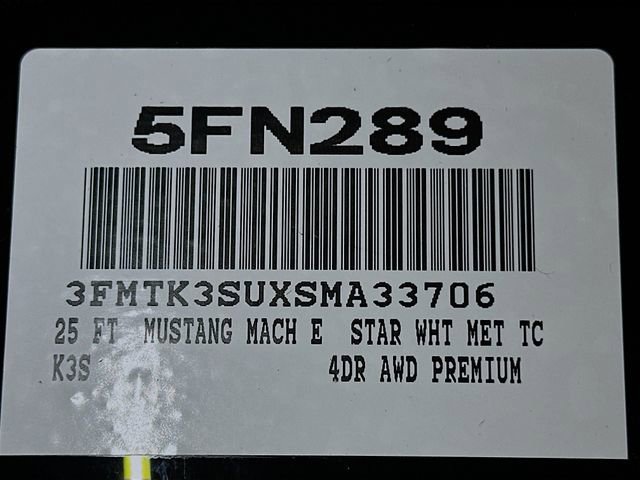 5FN289
3FMTK3SUXSMA33706
25 FT MUSTANG MACH E STAR WHT MET TC
K3S 4DR AWD PREMIUM